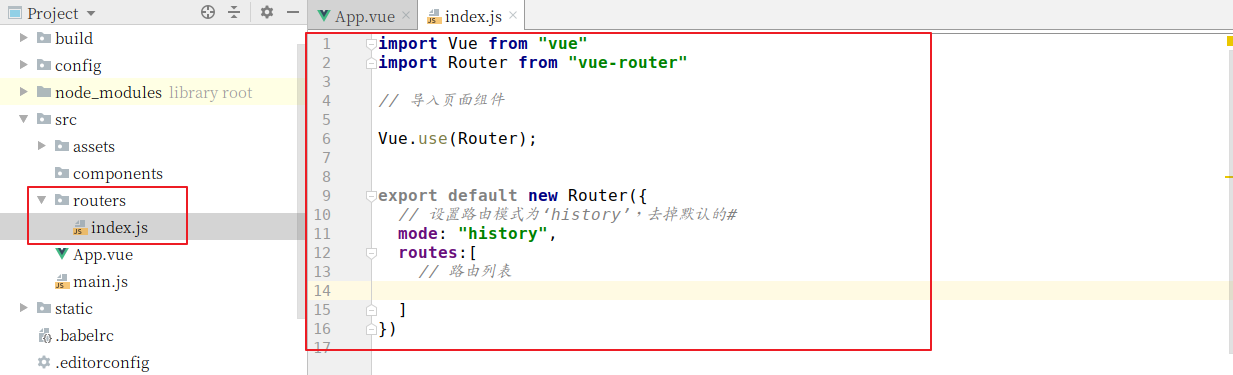 Project
build
config
node_modules library root
src
assets
components
routers
index.js
App.vue
main.js
static
.babelrc
.editorconfig
App.vue
index.js
1 import Vue from "vue"
2 import Router from "vue-router"
3
4 // 导入页面组件
5
6 Vue.use(Router);
7
8
9 export default new Router({
10 // 设置路由模式为‘history’,去掉默认的#
11 mode: "history",
12 routes:[
13 // 路由列表
14
15 ]
16 })
17